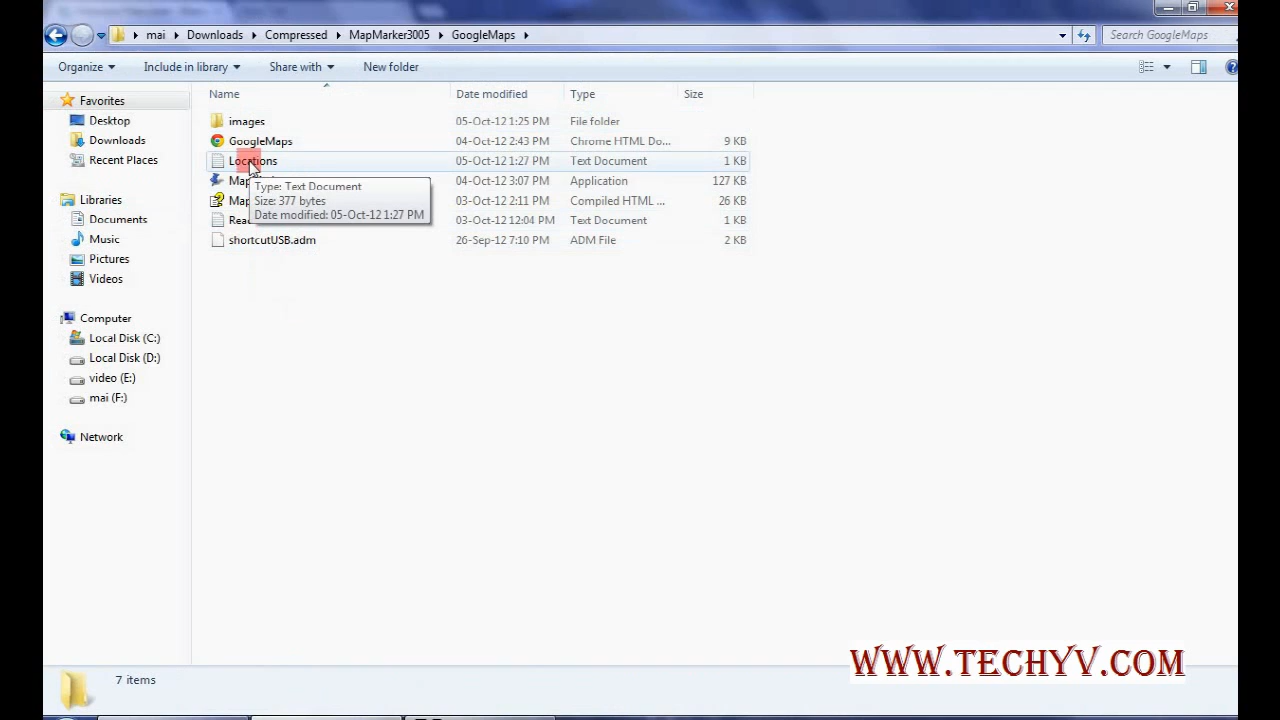 mai Downloads Compressed MapMarker3005 GoogleMaps Search GoogleMaps
Organize Include in library Share with New folder
Name Date modified Type Size
Favorites
Desktop
Downloads
Recent Places
Libraries
Documents
Music
Pictures
Videos
Computer
Local Disk (C:)
Local Disk (D:)
video (E:)
mai (F:)
Network
images 05-Oct-12 1:25 PM File folder
GoogleMaps 04-Oct-12 2:43 PM Chrome HTML Do... 9 KB
Locations 05-Oct-12 1:27 PM Text Document 1 KB
Map 04-Oct-12 3:07 PM Application 127 KB
Map 03-Oct-12 2:11 PM Compiled HTML ... 26 KB
Rea 03-Oct-12 12:04 PM Text Document 1 KB
shortcutUSB.adm 26-Sep-12 7:10 PM ADM File 2 KB
Type: Text Document
Size: 377 bytes
Date modified: 05-Oct-12 1:27 PM
7 items
WWW.TECHYV.COM